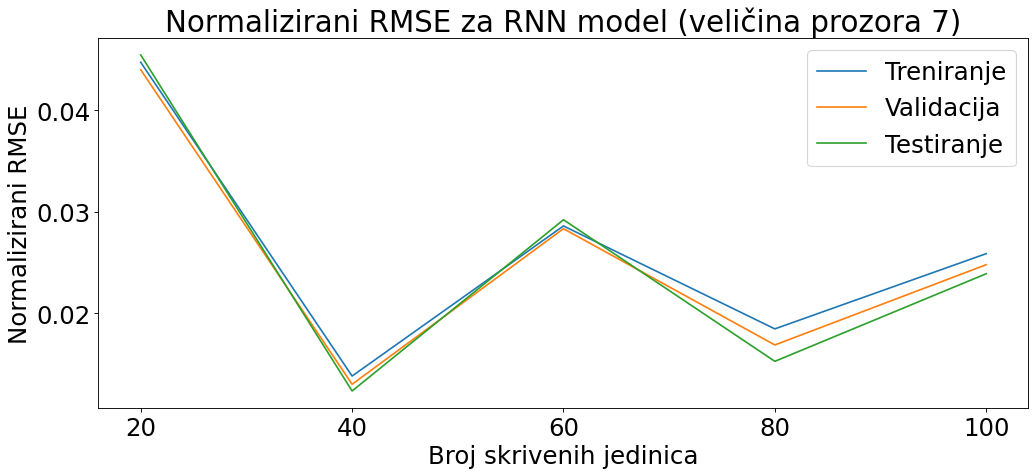 Normalizirani RMSE za RNN model (veličina prozora 7)
Treniranje
Validacija
Testiranje
Normalizirani RMSE
0.04
0.03
0.02
20 40 60 80 100
Broj skrivenih jedinica